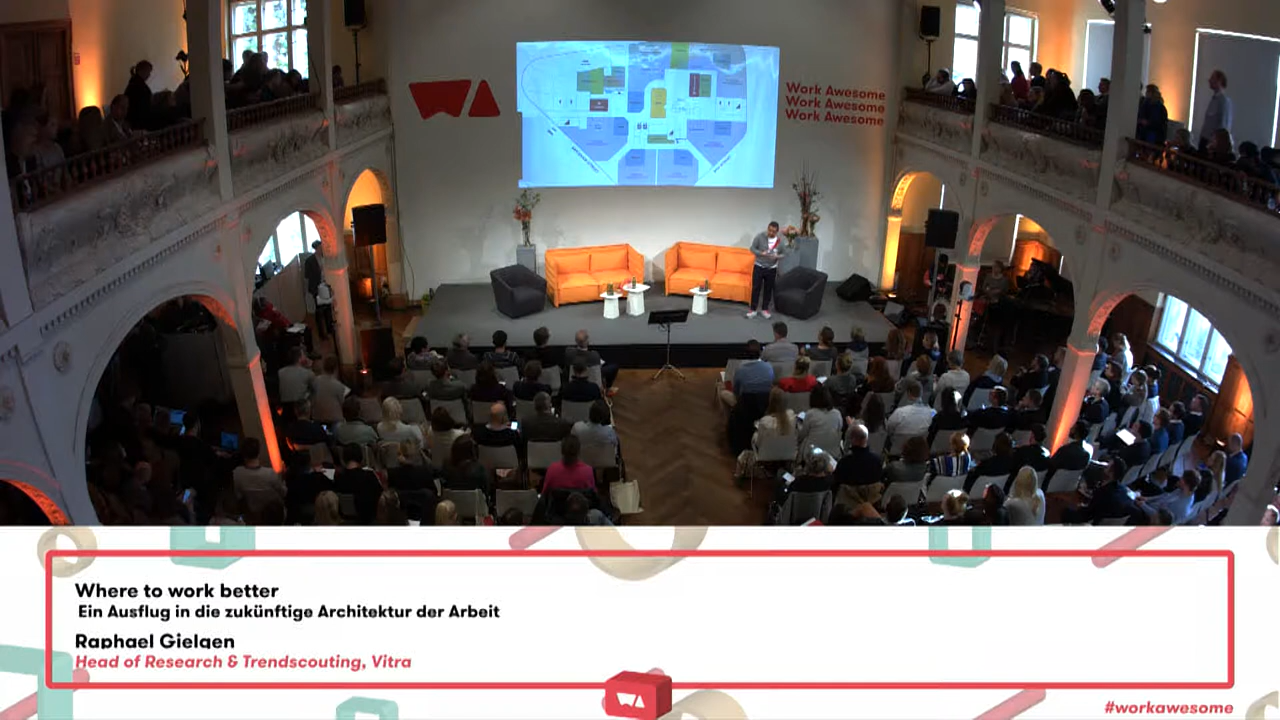 Work Awesome
Work Awesome
Work Awesome
Where to work better
Ein Ausflug in die zukünftige Architektur der Arbeit
Raphael Gielgen
Head of Research & Trendscouting, Vitra
#workawesome